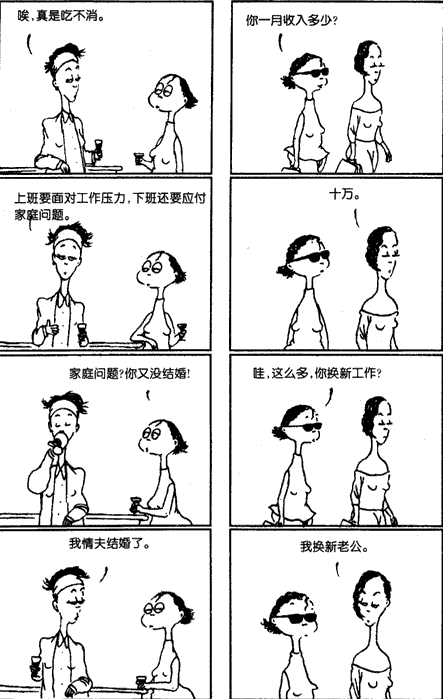 唉,真是吃不消。
上班要面对工作压力,下班还要应付
家庭问题。
家庭问题?你又没结婚!
我情夫结婚了。
你一月收入多少?
十万。
哇,这么多,你换新工作?
我换新老公。